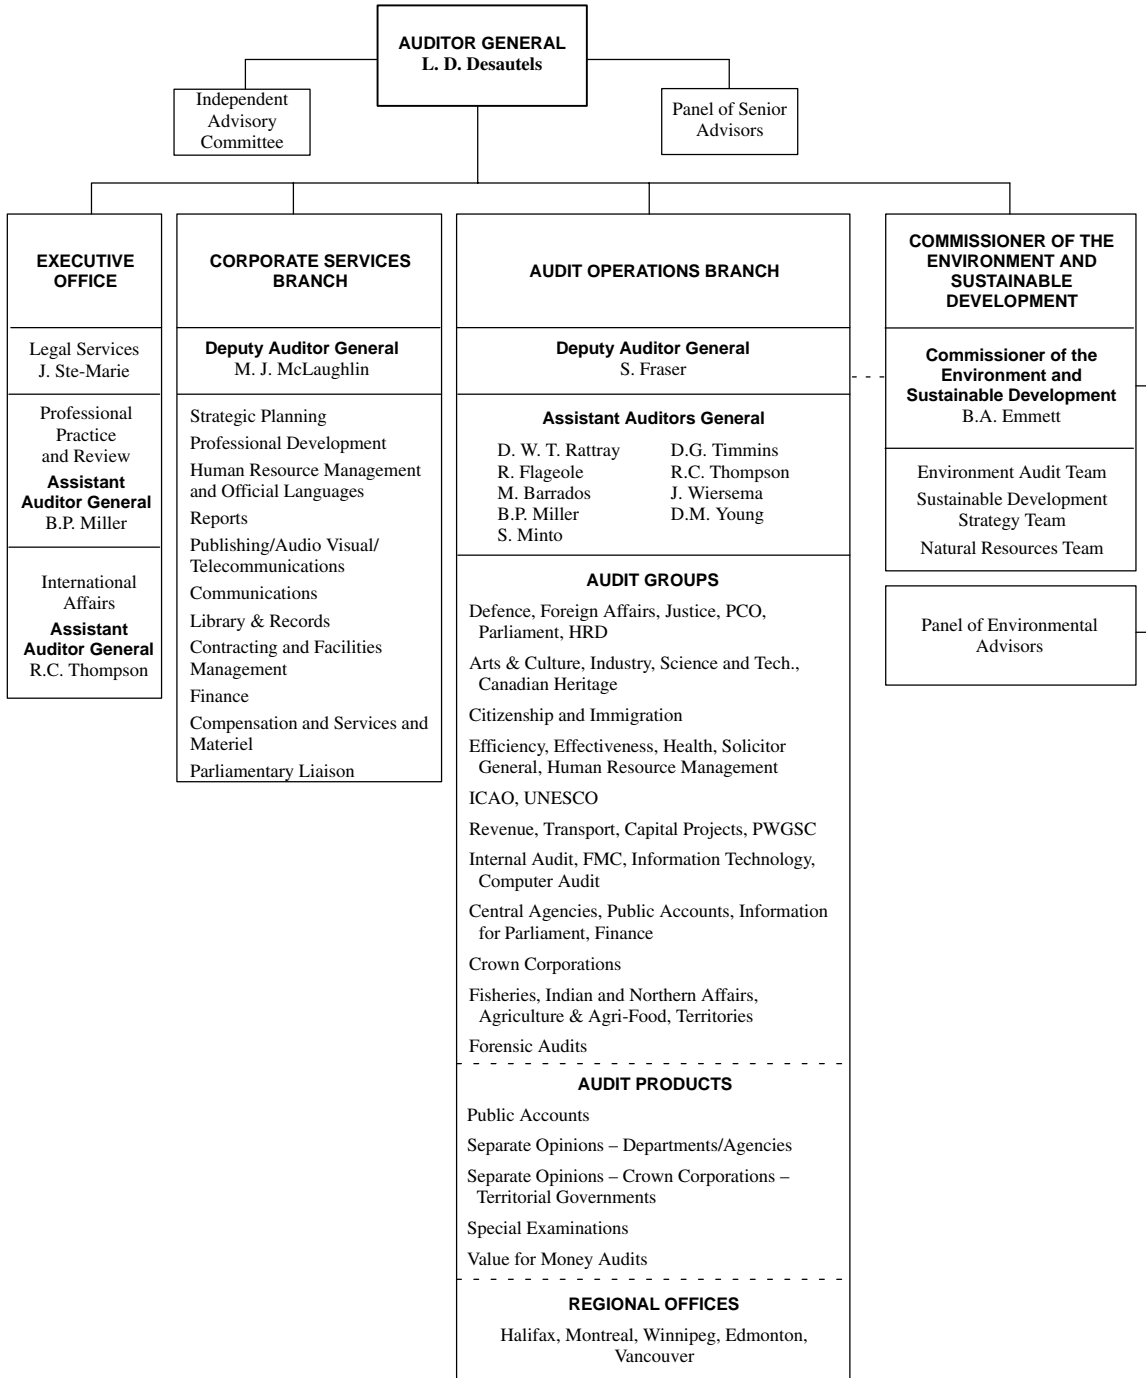 AUDITOR GENERAL
L. D. Desautels
Independent
Advisory
Committee
Panel of Senior
Advisors
EXECUTIVE
OFFICE
Legal Services
J. Ste-Marie
Professional
Practice
and Review
Assistant
Auditor General
B.P. Miller
International
Affairs
Assistant
Auditor General
R.C. Thompson
CORPORATE SERVICES
BRANCH
Deputy Auditor General
M. J. McLaughlin
Strategic Planning
Professional Development
Human Resource Management
and Official Languages
Reports
Publishing/Audio Visual/
Telecommunications
Communications
Library & Records
Contracting and Facilities
Management
Finance
Compensation and Services and
Materiel
Parliamentary Liaison
AUDIT OPERATIONS BRANCH
Deputy Auditor General
S. Fraser
Assistant Auditors General
D. W. T. Rattray
R. Flageole
M. Barrados
B.P. Miller
S. Minto
D.G. Timmins
R.C. Thompson
J. Wiersema
D.M. Young
AUDIT GROUPS
Defence, Foreign Affairs, Justice, PCO,
Parliament, HRD
Arts & Culture, Industry, Science and Tech.,
Canadian Heritage
Citizenship and Immigration
Efficiency, Effectiveness, Health, Solicitor
General, Human Resource Management
ICAO, UNESCO
Revenue, Transport, Capital Projects, PWGSC
Internal Audit, FMC, Information Technology,
Computer Audit
Central Agencies, Public Accounts, Information
for Parliament, Finance
Crown Corporations
Fisheries, Indian and Northern Affairs,
Agriculture & Agri-Food, Territories
Forensic Audits
AUDIT PRODUCTS
Public Accounts
Separate Opinions – Departments/Agencies
Separate Opinions – Crown Corporations –
Territorial Governments
Special Examinations
Value for Money Audits
REGIONAL OFFICES
Halifax, Montreal, Winnipeg, Edmonton,
Vancouver
COMMISSIONER OF THE
ENVIRONMENT AND
SUSTAINABLE
DEVELOPMENT
Commissioner of the
Environment and
Sustainable Development
B.A. Emmett
Environment Audit Team
Sustainable Development
Strategy Team
Natural Resources Team
Panel of Environmental
Advisors